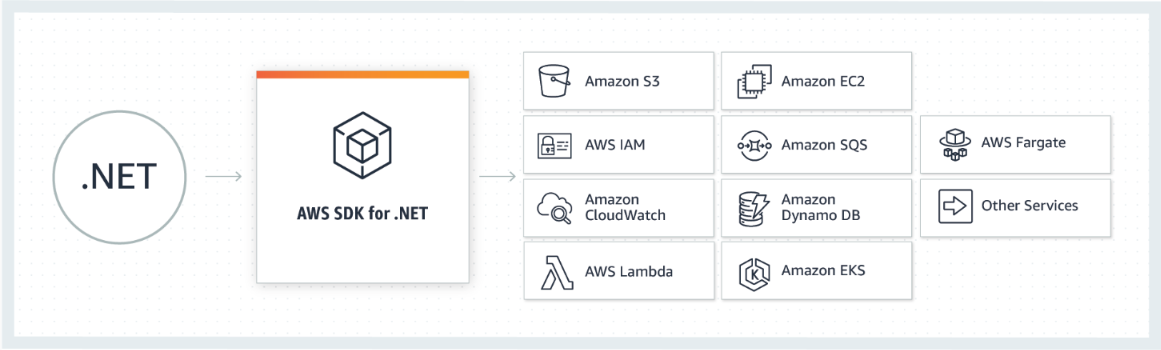 .NET
AWS SDK for .NET
Amazon S3
Amazon EC2
AWS IAM
Amazon SQS
AWS Fargate
Amazon
CloudWatch
Amazon
Dynamo DB
Other Services
AWS Lambda
Amazon EKS
K